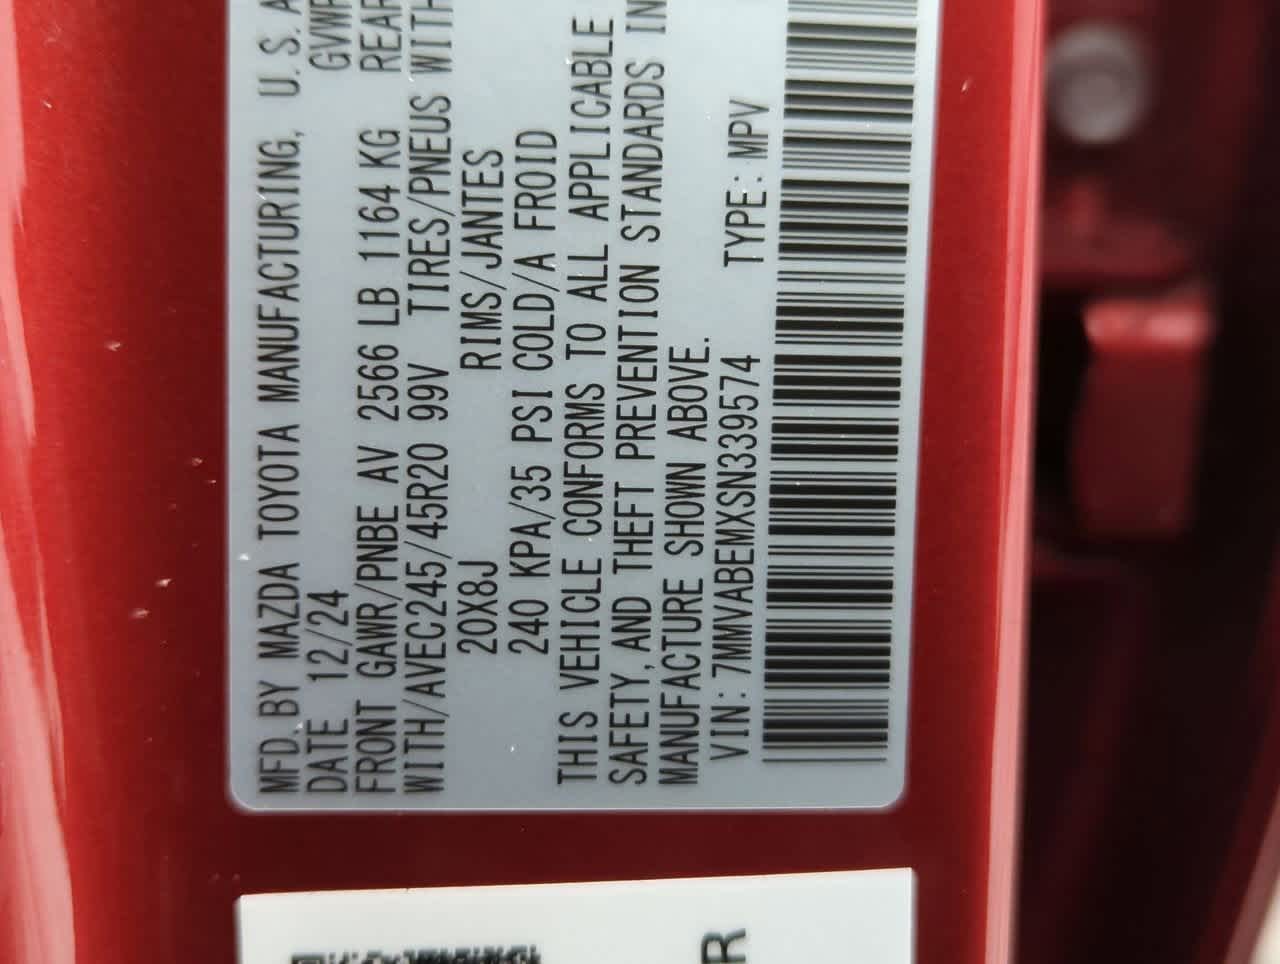 MFD. BY MAZDA TOYOTA MANUFACTURING, U.S.A
DATE 12/24 GVWR
FRONT GAWR/PNBE AV 2566 LB 1164 KG REAR
WITH/AVEC245/45R20 99V TIRES/PNEUS WITH
20X8J RIMS/JANTES
240 KPA/35 PSI COLD/A FROID
THIS VEHICLE CONFORMS TO ALL APPLICABLE
SAFETY, AND THEFT PREVENTION STANDARDS IN
MANUFACTURE SHOWN ABOVE.
VIN: 7MMVABEMXSN339574 TYPE: MPV
R